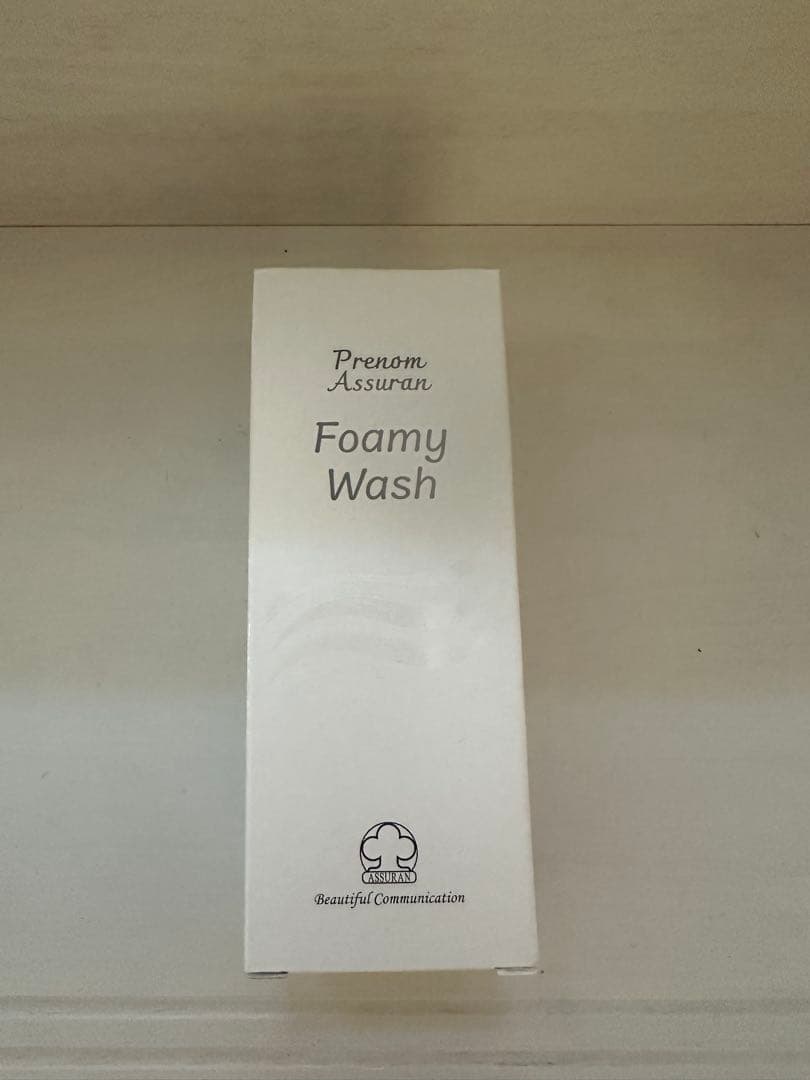 Prenom
Assuran
Foamy
Wash
ASSURAN
Beautiful Communication